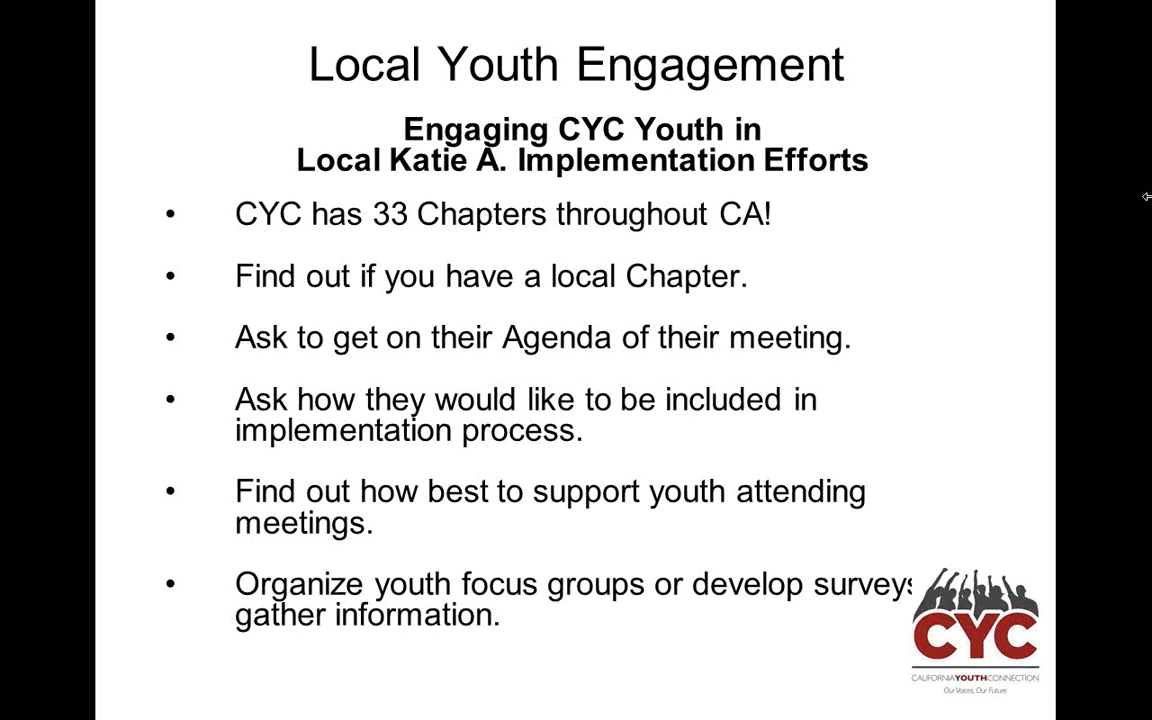 Local Youth Engagement
Engaging CYC Youth in
Local Katie A. Implementation Efforts
• CYC has 33 Chapters throughout CA!
• Find out if you have a local Chapter.
• Ask to get on their Agenda of their meeting.
• Ask how they would like to be included in
implementation process.
• Find out how best to support youth attending
meetings.
• Organize youth focus groups or develop surveys
gather information.
CYC
CALIFORNIAYOUTHCONNECTION
Our Voices, Our Future